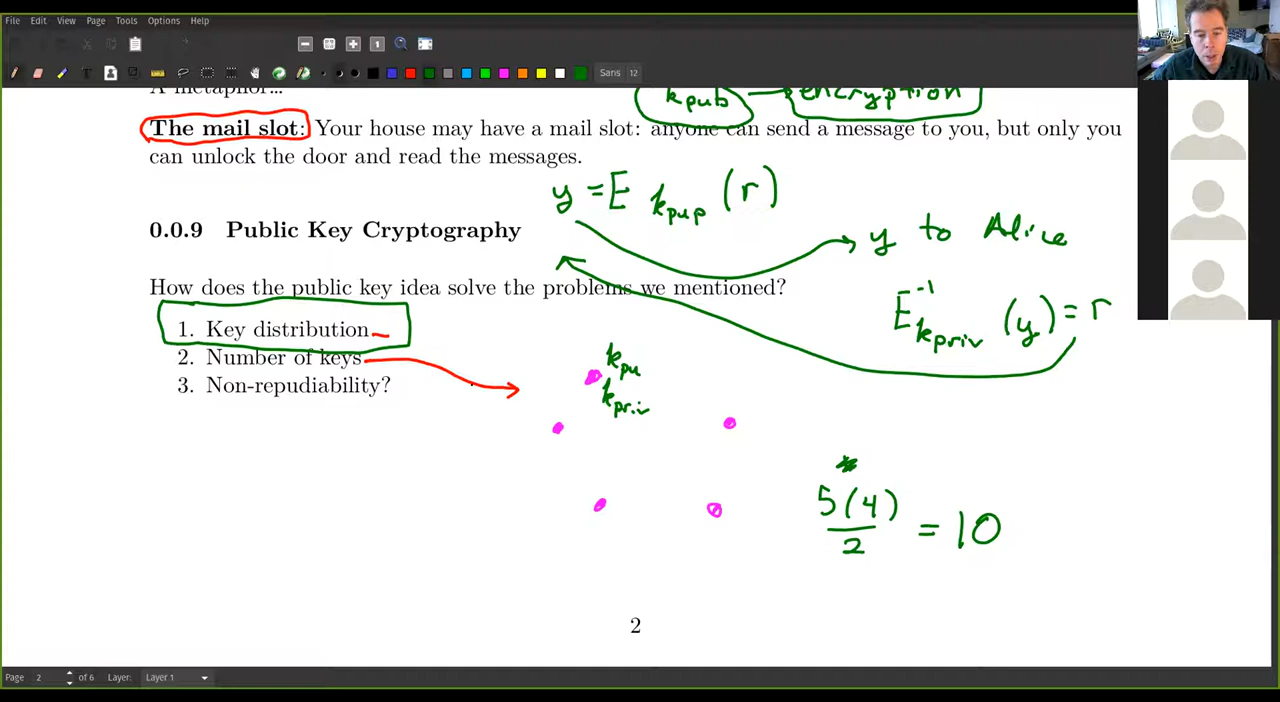 File Edit View Page Tools Options Help
Sans 12
A metaphor...
kpub encryption
The mail slot: Your house may have a mail slot: anyone can send a message to you, but only you
can unlock the door and read the messages.
y = E kpup (r)
0.0.9 Public Key Cryptography
y to Alice
How does the public key idea solve the problems we mentioned?
E⁻¹ kpriv (y) = r
1. Key distribution
2. Number of keys
3. Non-repudiability?
kpu
kpriv
5(4)
2
= 10
2
Page 2 of 6 Layer: Layer 1